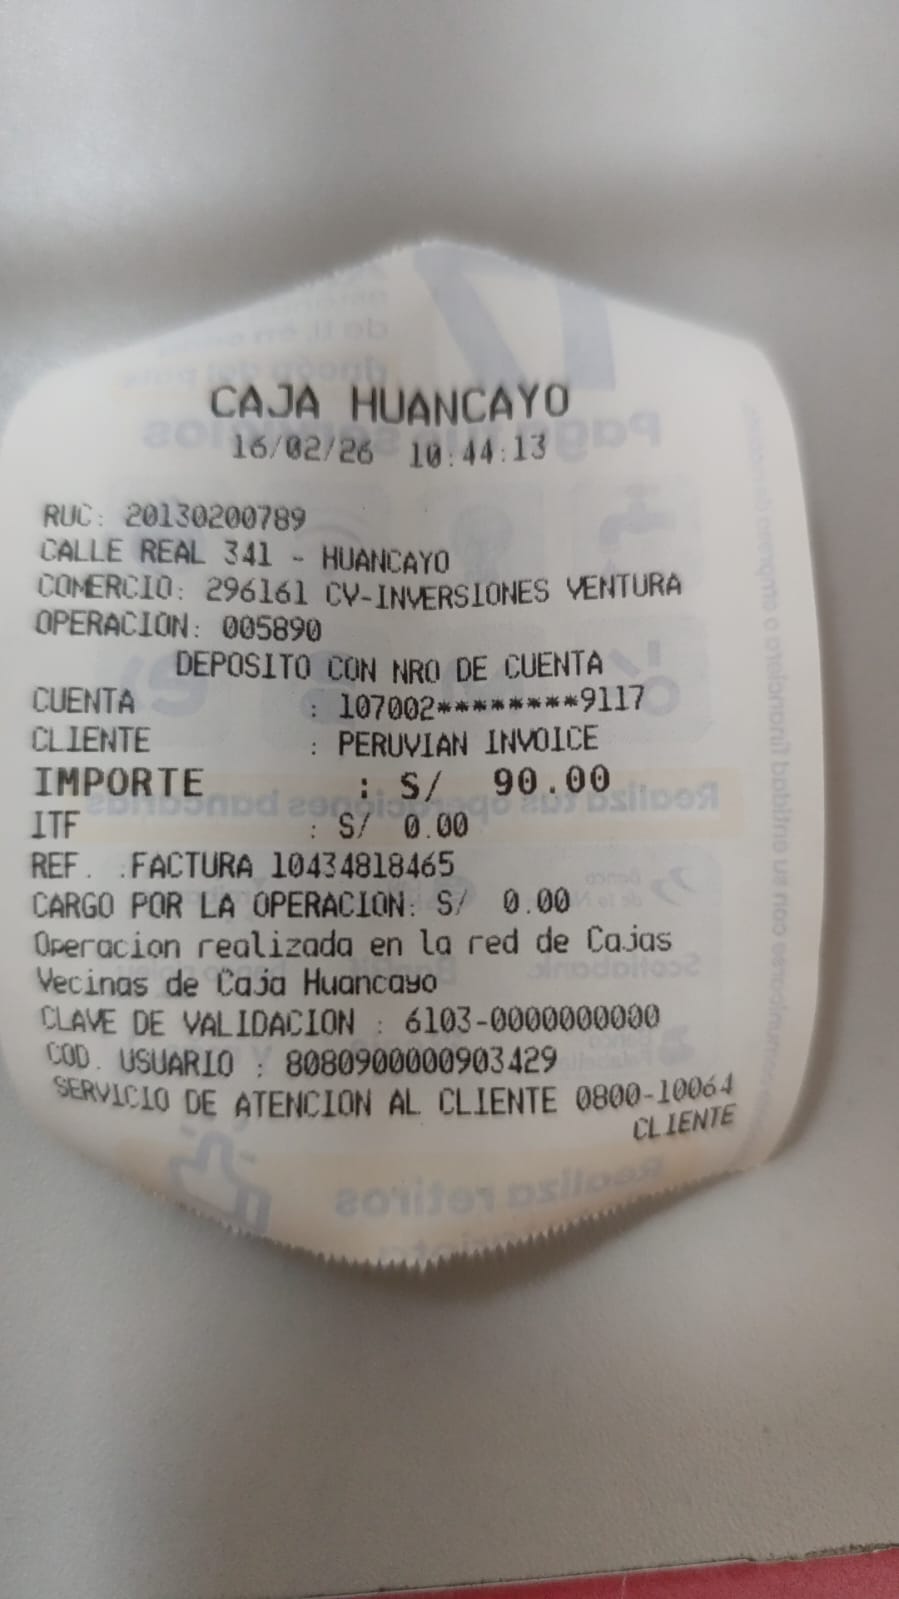 CAJA HUANCAYO
16/02/26 10:44:13
RUC: 20130200789
CALLE REAL 341 - HUANCAYO
COMERCIO: 296161 CV-INVERSIONES VENTURA
OPERACION: 005890
DEPOSITO CON NRO DE CUENTA
CUENTA : 107002********9117
CLIENTE : PERUVIAN INVOICE
IMPORTE : S/ 90.00
ITF : S/ 0.00
REF. :FACTURA 10434818465
CARGO POR LA OPERACION: S/ 0.00
Operacion realizada en la red de Cajas
Vecinas de Caja Huancayo
CLAVE DE VALIDACION : 6103-0000000000
COD. USUARIO : 8080900000903429
SERVICIO DE ATENCION AL CLIENTE 0800-10064
CLIENTE